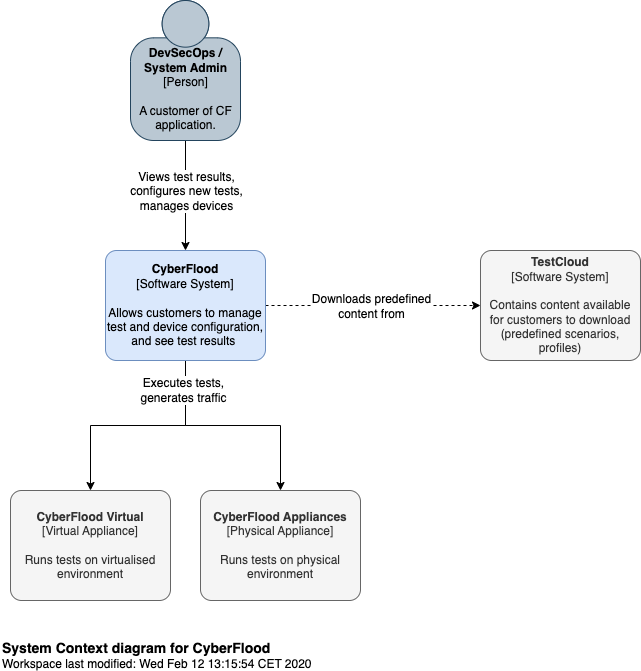 DevSecOps /
System Admin
[Person]
A customer of CF
application.
Views test results,
configures new tests,
manages devices
CyberFlood
[Software System]
Allows customers to manage
test and device configuration,
and see test results
Downloads predefined
content from
TestCloud
[Software System]
Contains content available
for customers to download
(predefined scenarios,
profiles)
Executes tests,
generates traffic
CyberFlood Virtual
[Virtual Appliance]
Runs tests on virtualised
environment
CyberFlood Appliances
[Physical Appliance]
Runs tests on physical
environment
System Context diagram for CyberFlood
Workspace last modified: Wed Feb 12 13:15:54 CET 2020